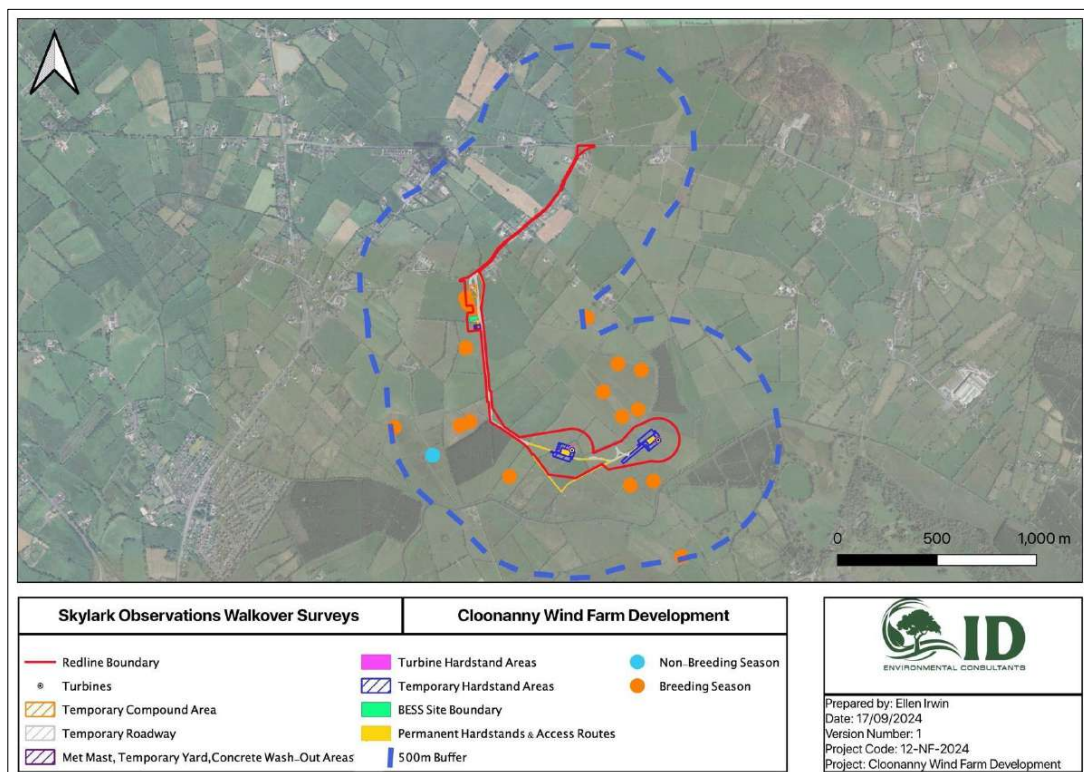 0 500 1,000 m
Skylark Observations Walkover Surveys
Cloonanny Wind Farm Development
Redline Boundary
Turbines
Temporary Compound Area
Temporary Roadway
Met Mast, Temporary Yard,Concrete Wash-Out Areas
Turbine Hardstand Areas
Temporary Hardstand Areas
BESS Site Boundary
Permanent Hardstands & Access Routes
500m Buffer
Non-Breeding Season
Breeding Season
ID
ENVIRONMENTAL CONSULTANTS
Prepared by: Ellen Irwin
Date: 17/09/2024
Version Number: 1
Project Code: 12-NF-2024
Project: Cloonanny Wind Farm Development